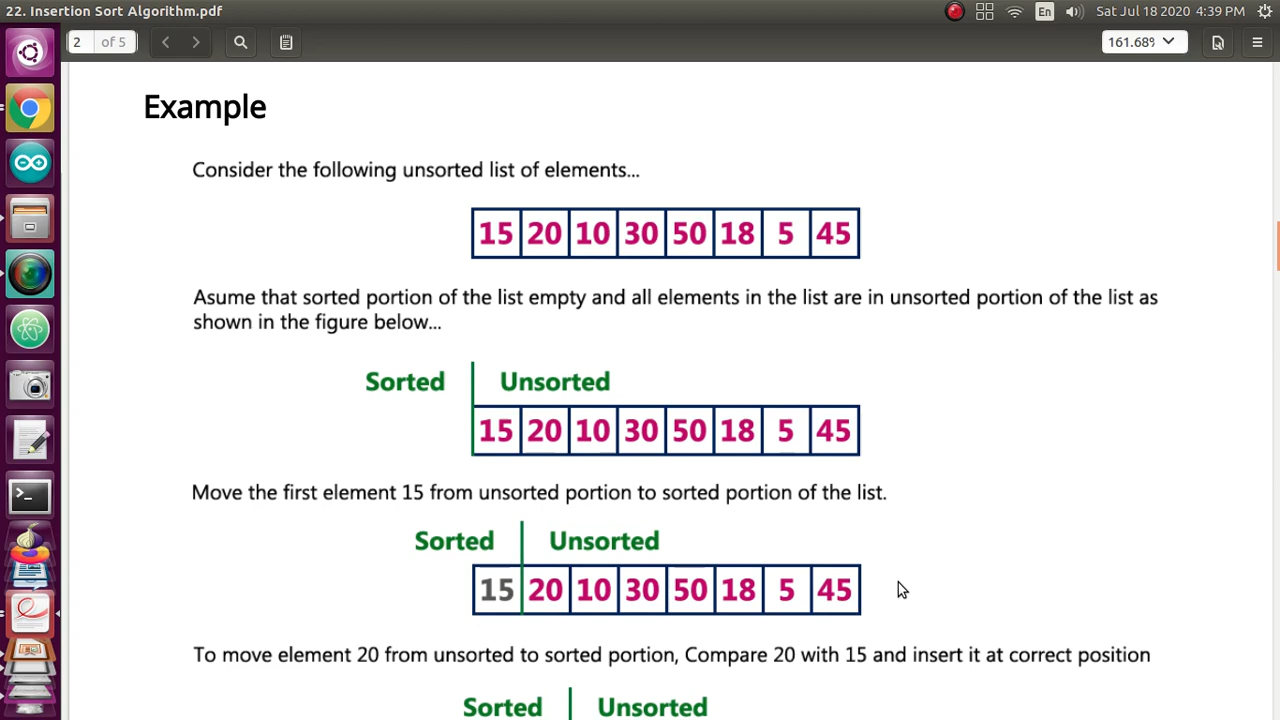 22. Insertion Sort Algorithm.pdf
En
Sat Jul 18 2020 4:39 PM
2 of 5
161.68%
Example
Consider the following unsorted list of elements...
15 20 10 30 50 18 5 45
Asume that sorted portion of the list empty and all elements in the list are in unsorted portion of the list as
shown in the figure below...
Sorted Unsorted
15 20 10 30 50 18 5 45
Move the first element 15 from unsorted portion to sorted portion of the list.
Sorted Unsorted
15 20 10 30 50 18 5 45
To move element 20 from unsorted to sorted portion, Compare 20 with 15 and insert it at correct position
Sorted Unsorted